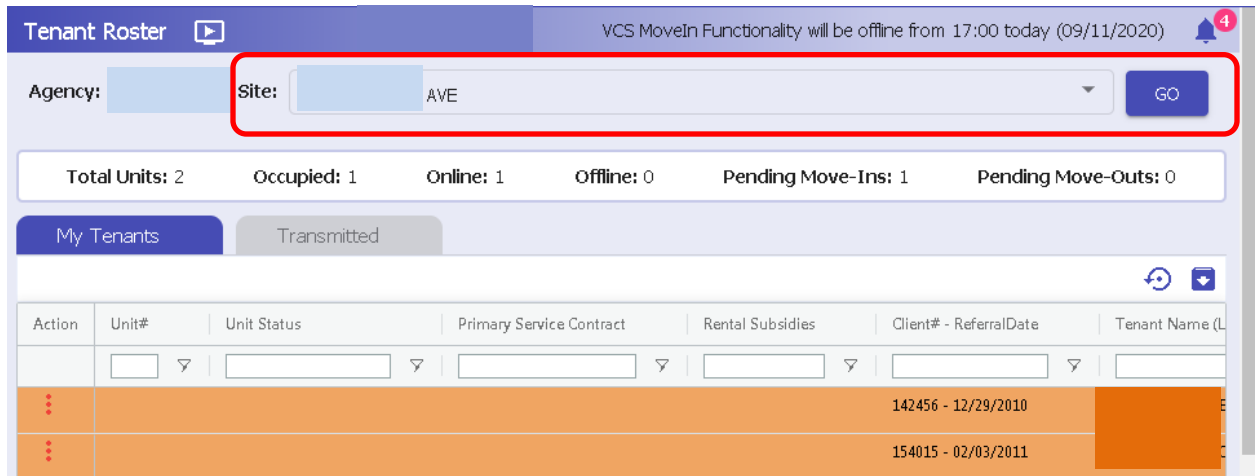 Tenant Roster VCS MoveIn Functionality will be offline from 17:00 today (09/11/2020) 4
Agency: Site: AVE GO
Total Units: 2 Occupied: 1 Online: 1 Offline: 0 Pending Move-Ins: 1 Pending Move-Outs: 0
My Tenants Transmitted
Action Unit# Unit Status Primary Service Contract Rental Subsidies Client# - ReferralDate Tenant Name (L
142456 - 12/29/2010
154015 - 02/03/2011